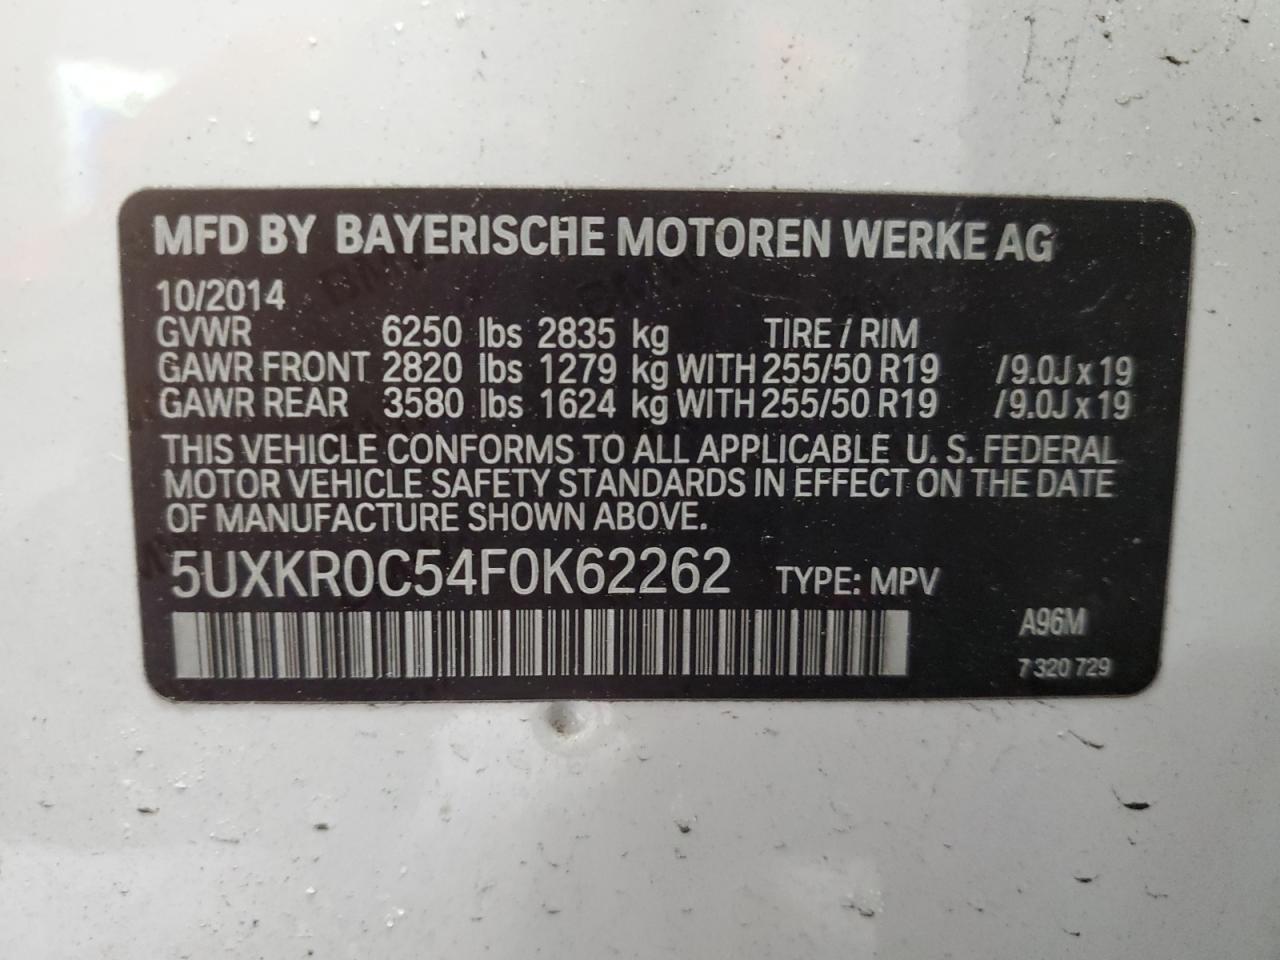 MFD BY BAYERISCHE MOTOREN WERKE AG
10/2014
GVWR 6250 lbs 2835 kg TIRE / RIM
GAWR FRONT 2820 lbs 1279 kg WITH 255/50 R19 /9.0J x 19
GAWR REAR 3580 lbs 1624 kg WITH 255/50 R19 /9.0J x 19
THIS VEHICLE CONFORMS TO ALL APPLICABLE U. S. FEDERAL
MOTOR VEHICLE SAFETY STANDARDS IN EFFECT ON THE DATE
OF MANUFACTURE SHOWN ABOVE.
5UXKR0C54F0K62262 TYPE: MPV
A96M
7 320 729